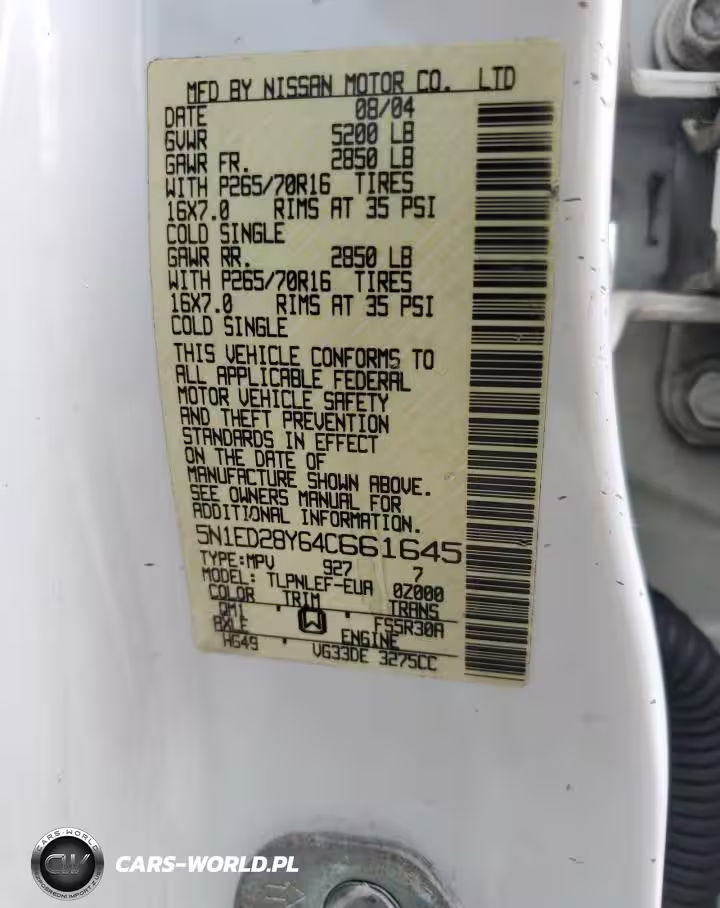 MFD BY NISSAN MOTOR CO. LTD
DATE 08/04
GVWR 5200 LB
GAWR FR. 2850 LB
WITH P265/70R16 TIRES
16X7.0 RIMS AT 35 PSI
COLD SINGLE
GAWR RR. 2850 LB
WITH P265/70R16 TIRES
16X7.0 RIMS AT 35 PSI
COLD SINGLE
THIS VEHICLE CONFORMS TO
ALL APPLICABLE FEDERAL
MOTOR VEHICLE SAFETY
AND THEFT PREVENTION
STANDARDS IN EFFECT
ON THE DATE OF
MANUFACTURE SHOWN ABOVE.
SEE OWNERS MANUAL FOR
ADDITIONAL INFORMATION.
5N1ED28Y64C661645
TYPE:MPV 927 7
MODEL: TLPNLEF-EUA 0Z000
COLOR TRIM TRANS
QM1 W FS5R30A
AXLE ENGINE
HG49 VG33DE 3275CC
CARS-WORLD
CW
CARS-WORLD.PL